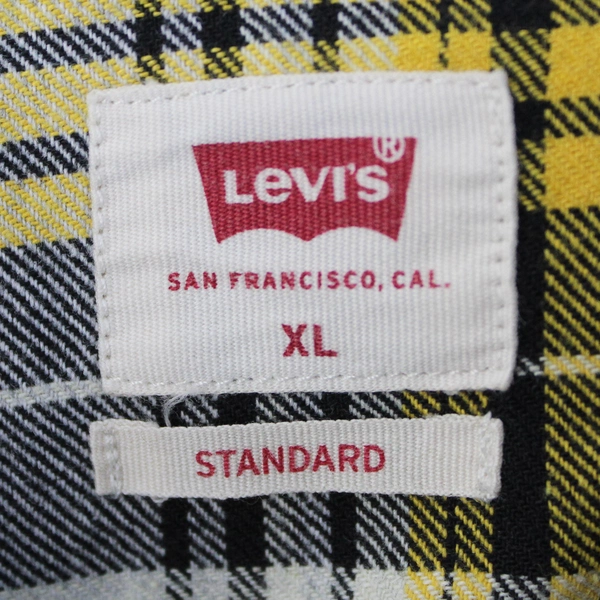 LEVI'S®
SAN FRANCISCO, CAL.
XL
STANDARD